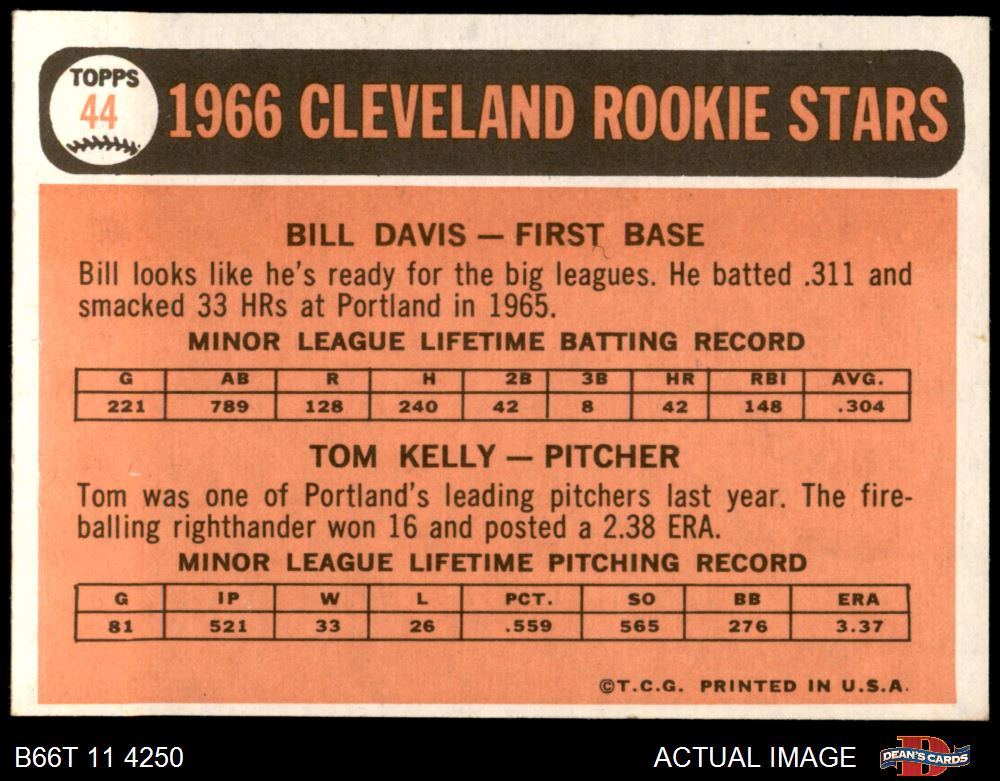 TOPPS
44
1966 CLEVELAND ROOKIE STARS
BILL DAVIS — FIRST BASE
Bill looks like he's ready for the big leagues. He batted .311 and
smacked 33 HRs at Portland in 1965.
MINOR LEAGUE LIFETIME BATTING RECORD
G AB R H 2B 3B HR RBI AVG.
221 789 128 240 42 8 42 148 .304
TOM KELLY — PITCHER
Tom was one of Portland's leading pitchers last year. The fire-
balling righthander won 16 and posted a 2.38 ERA.
MINOR LEAGUE LIFETIME PITCHING RECORD
G IP W L PCT. SO BB ERA
81 521 33 26 .559 565 276 3.37
©T.C.G. PRINTED IN U.S.A.
B66T 11 4250 ACTUAL IMAGE DEAN'S CARDS